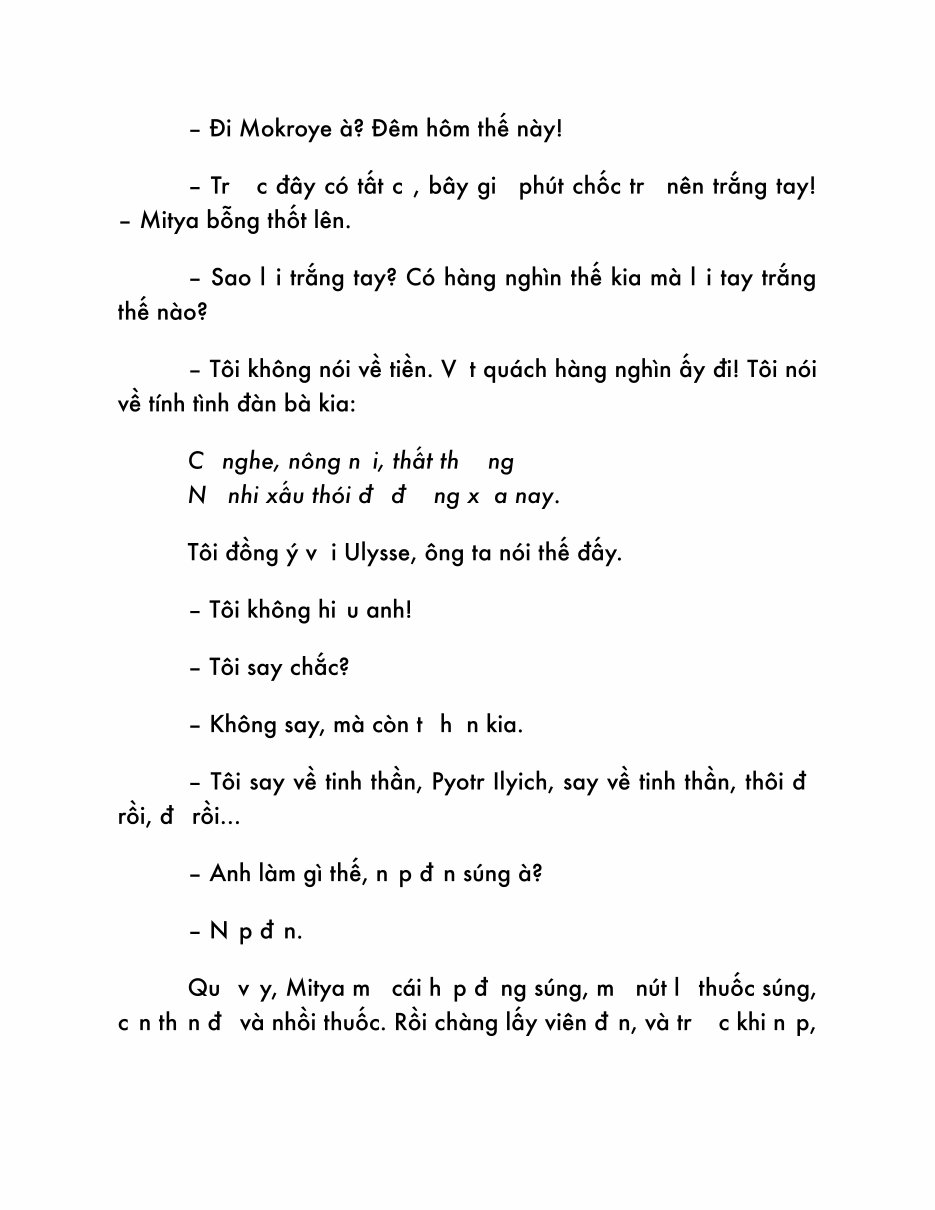 – Đi Mokroye à? Đêm hôm thế này!
– Tr c đây có tất c , bây gi phút chốc tr nên trắng tay!
– Mitya bỗng thốt lên.
– Sao l i trắng tay? Có hàng nghìn thế kia mà l i tay trắng
thế nào?
– Tôi không nói về tiền. V t quách hàng nghìn ấy đi! Tôi nói
về tính tình đàn bà kia:
C nghe, nông n i, thất th ng
N nhi xấu thói đ đ ng x a nay.
Tôi đồng ý v i Ulysse, ông ta nói thế đấy.
– Tôi không hi u anh!
– Tôi say chắc?
– Không say, mà còn t h n kia.
– Tôi say về tinh thần, Pyotr Ilyich, say về tinh thần, thôi đ
rồi, đ rồi...
– Anh làm gì thế, n p đ n súng à?
– N p đ n.
Qu v y, Mitya m cái h p đ ng súng, m nút l thuốc súng,
c n th n đ và nhồi thuốc. Rồi chàng lấy viên đ n, và tr c khi n p,